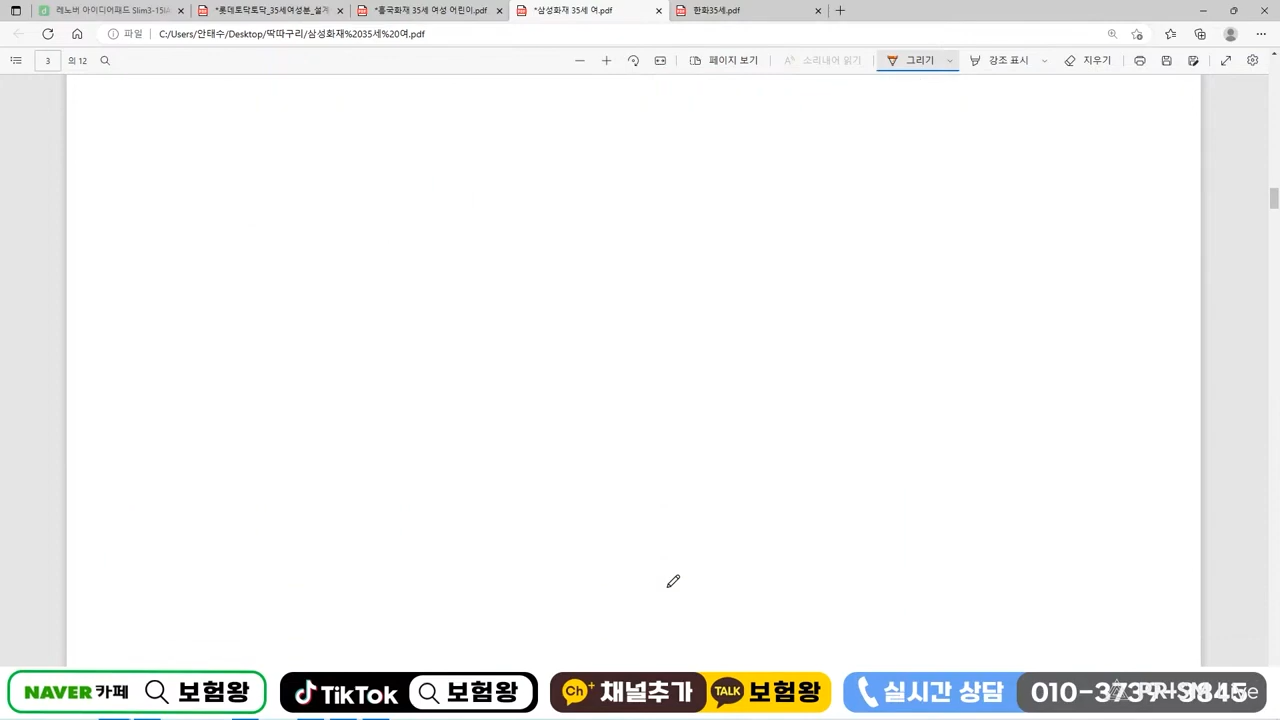 레노버 아이디어패드 Slim3-15I
*롯데토닥토닥_35세여성분_설계
*흥국화재 35세 여성 어린이.pdf
*삼성화재 35세 여.pdf
한화35세.pdf
파일 C:/Users/안태수/Desktop/딱따구리/삼성화재%2035세%20여.pdf
3 의 12
페이지 보기
소리내어 읽기
그리기
강조 표시
지우기
NAVER 카페 보험왕
TikTok 보험왕
Ch+ 채널추가 TALK 보험왕
실시간 상담 010-3739-9845